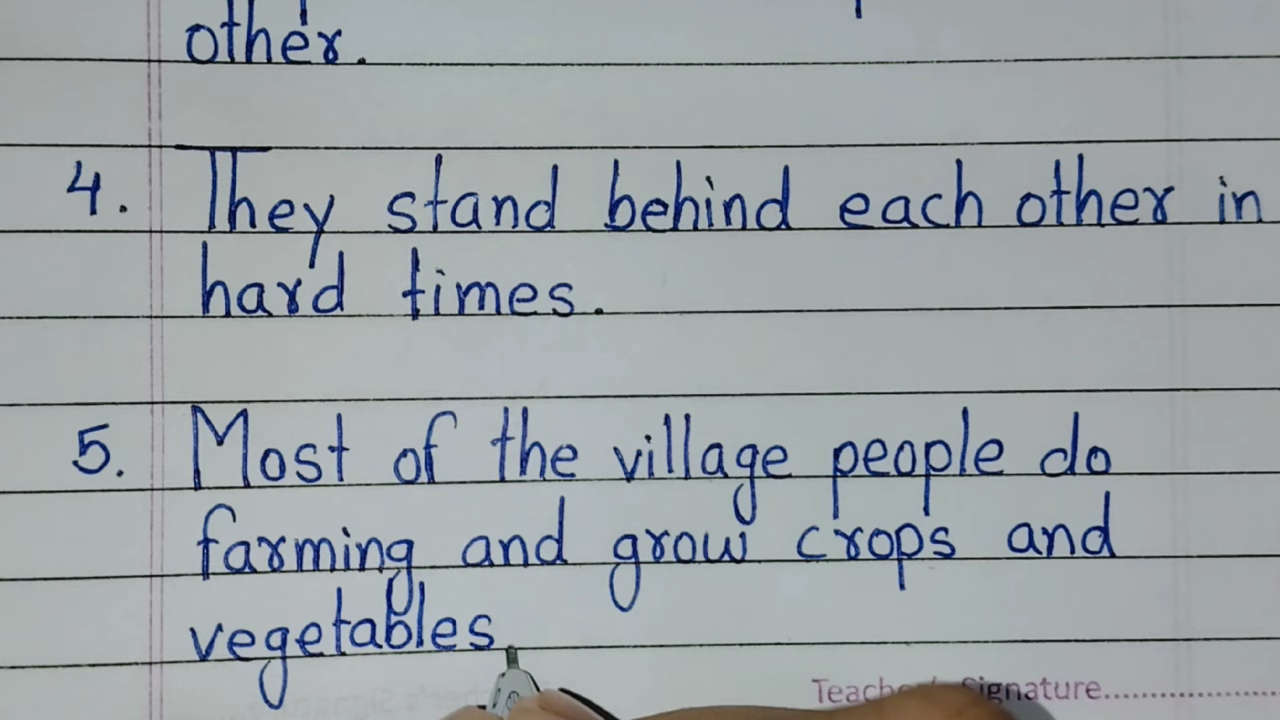 other.
4. They stand behind each other in
hard times.
5. Most of the village people do
farming and grow crops and
vegetables.
Teacher's Signature....................